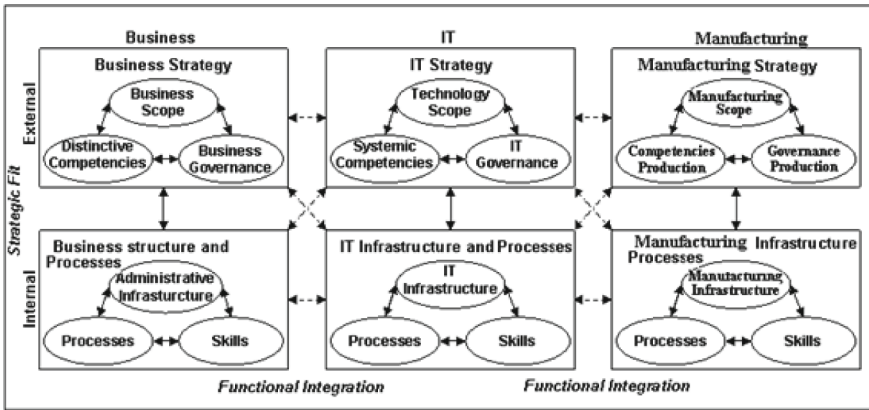 Business
IT
Manufacturing
Strategic Fit
External
Business Strategy
Business
Scope
Distinctive
Competencies
Business
Governance
IT Strategy
Technology
Scope
Systemic
Competencies
IT
Governance
Manufacturing Strategy
Manufacturing
Scope
Competencies
Production
Governance
Production
Internal
Business structure and
Processes
Administrative
Infrasturcture
Processes
Skills
IT Infrastructure and Processes
IT
Infrastructure
Processes
Skills
Manufacturing Infrastructure
Processes
Manufacturing
Infrastructure
Processes
Skills
Functional Integration
Functional Integration